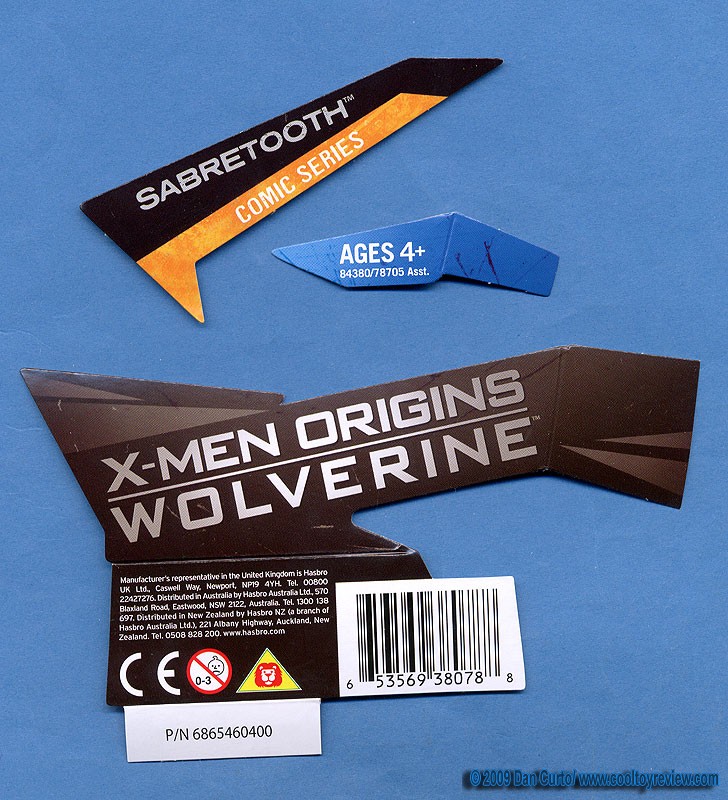 SABRETOOTH™
COMIC SERIES
AGES 4+
84380/78705 Asst.
X-MEN ORIGINS
WOLVERINE™
Manufacturer's representative in the United Kingdom is Hasbro
UK Ltd., Caswell Way, Newport, NP19 4YH. Tel. 00800
22427276. Distributed in Australia by Hasbro Australia Ltd., 570
Blaxland Road, Eastwood, NSW 2122, Australia. Tel. 1300 138
697. Distributed in New Zealand by Hasbro NZ (a branch of
Hasbro Australia Ltd.), 221 Albany Highway, Auckland, New
Zealand. Tel. 0508 828 200. www.hasbro.com
CE 0-3
6 53569 38078 8
P/N 6865460400
© 2009 Dan Curto/ www.cooltoyreview.com